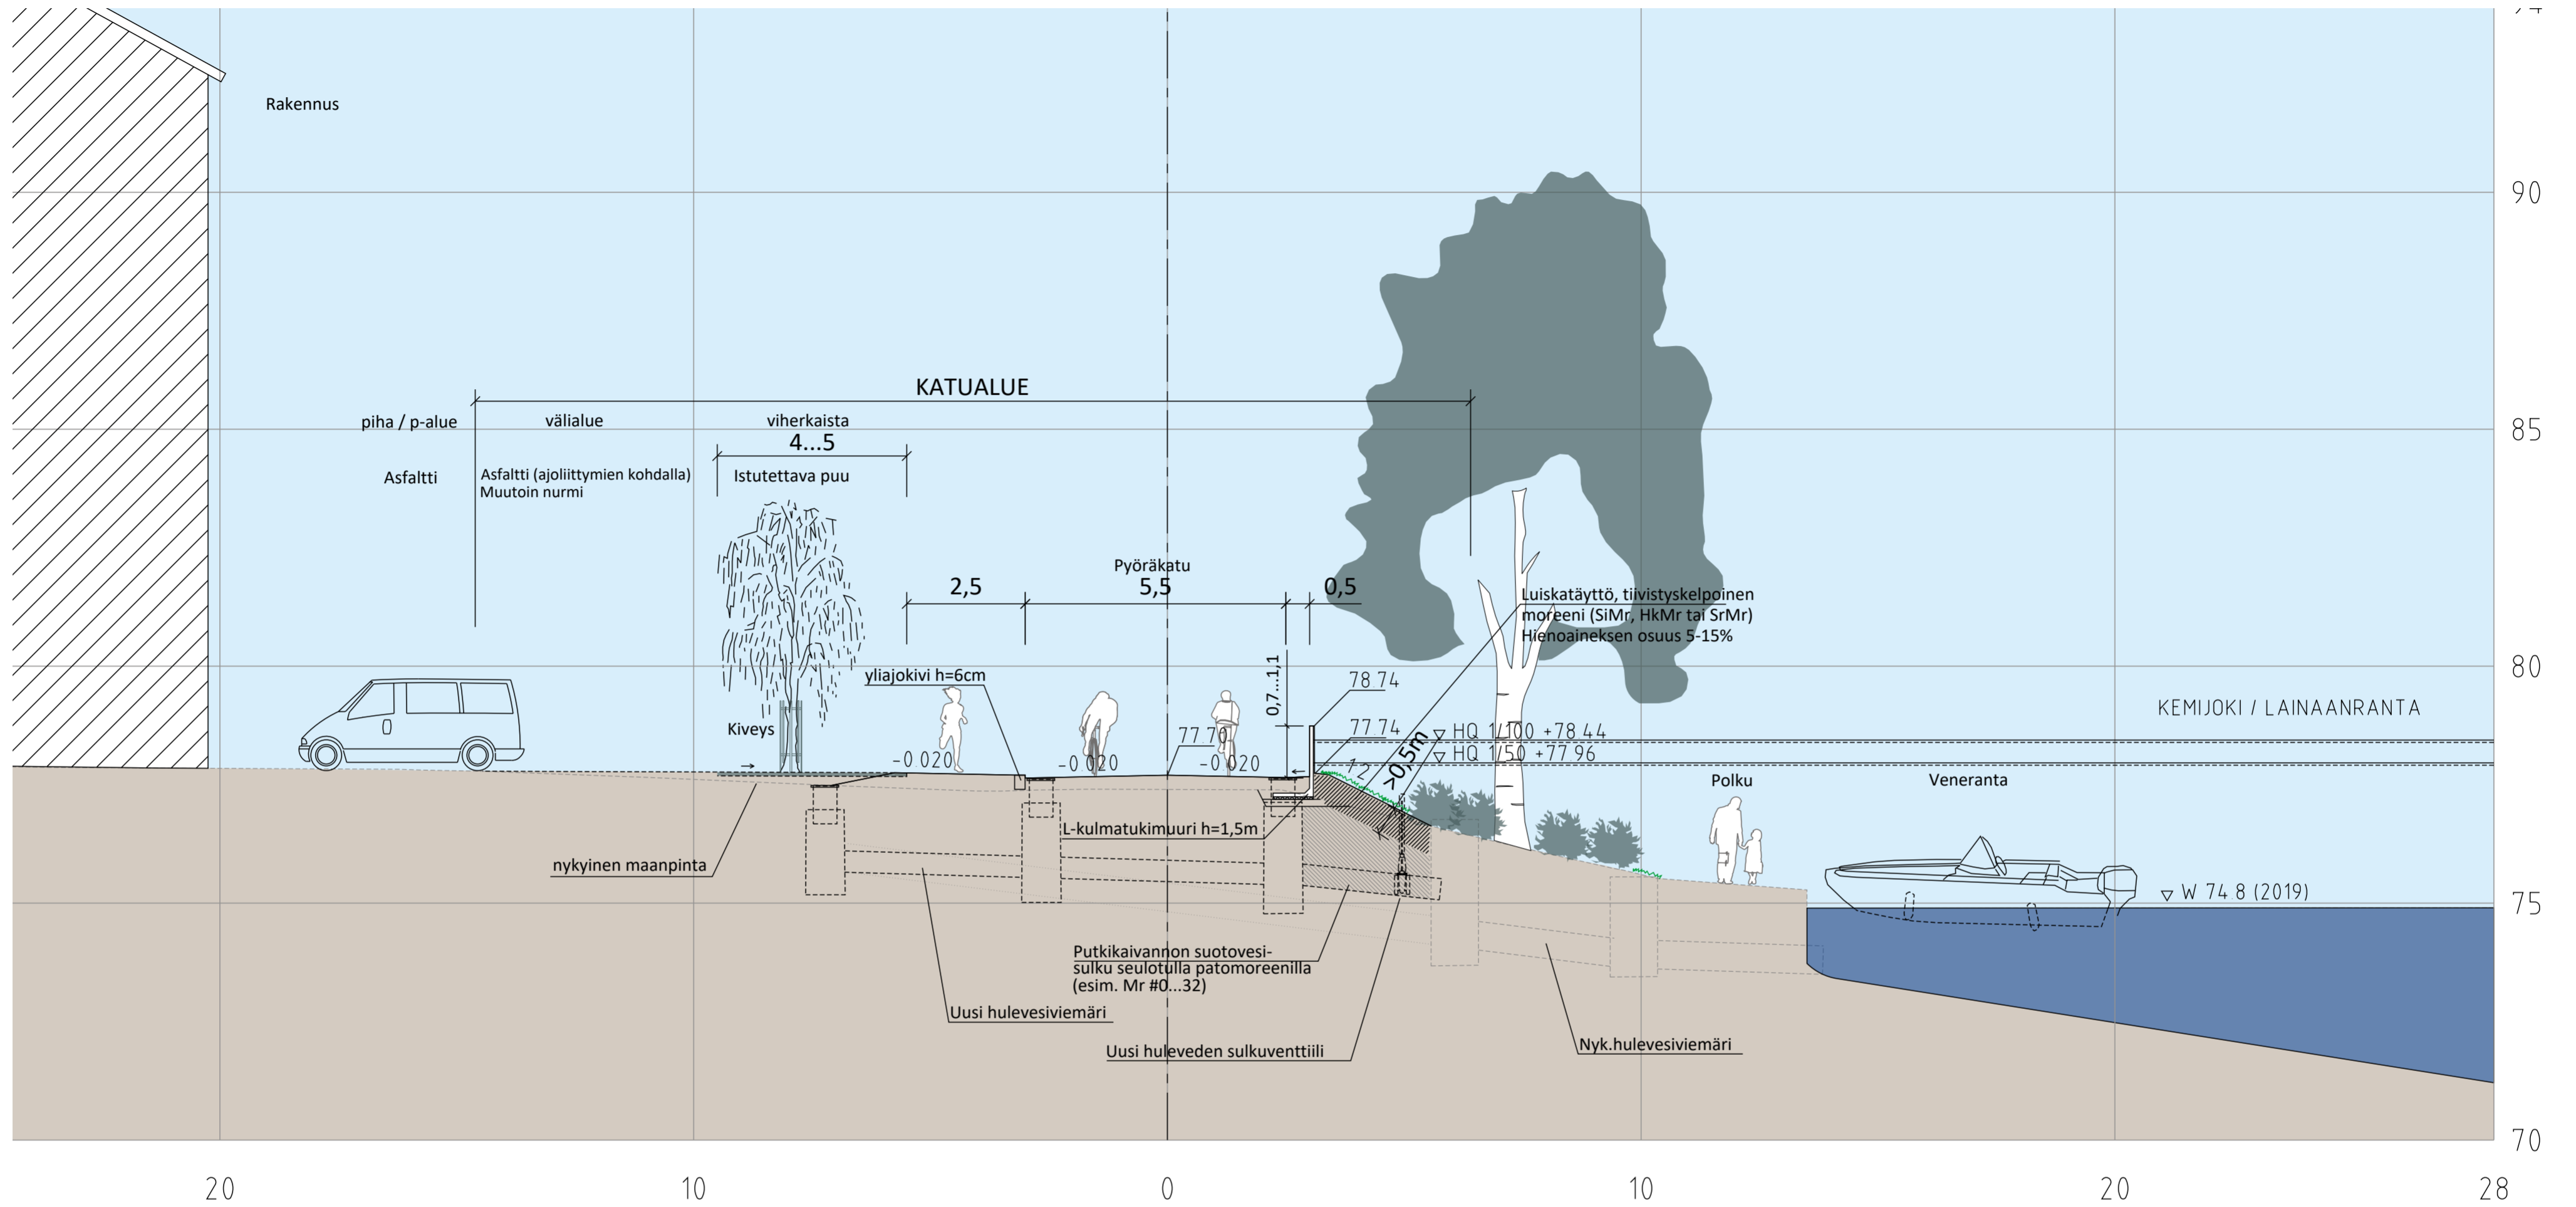 Rakennus
90
KATUALUE
piha / p-alue
välialue
viherkaista
4...5
85
Asfaltti
Asfaltti (ajoliittymien kohdalla)
Muutoin nurmi
Istutettava puu
Pyöräkatu
2,5
5,5
0,5
Luiskatäyttö, tiivistyskelpoinen
moreeni (SiMr, HkMr tai SrMr)
Hienoaineksen osuus 5-15%
80
yliajokivi h=6cm
0,7...1,1
78 74
KEMIJOKI / LAINAANRANTA
Kiveys
77 70
77 74
HQ 1/100 +78 44
HQ 1/50 +77 96
-0 020
-0 020
-0 020
>0,5m
Polku
Veneranta
L-kulmatukimuuri h=1,5m
nykyinen maanpinta
W 74 8 (2019)
75
Putkikaivannon suotovesi-
sulku seulotulla patomoreenilla
(esim. Mr #0...32)
Uusi hulevesiviemäri
Uusi huleveden sulkuventtiili
Nyk.hulevesiviemäri
70
20
10
0
10
20
28